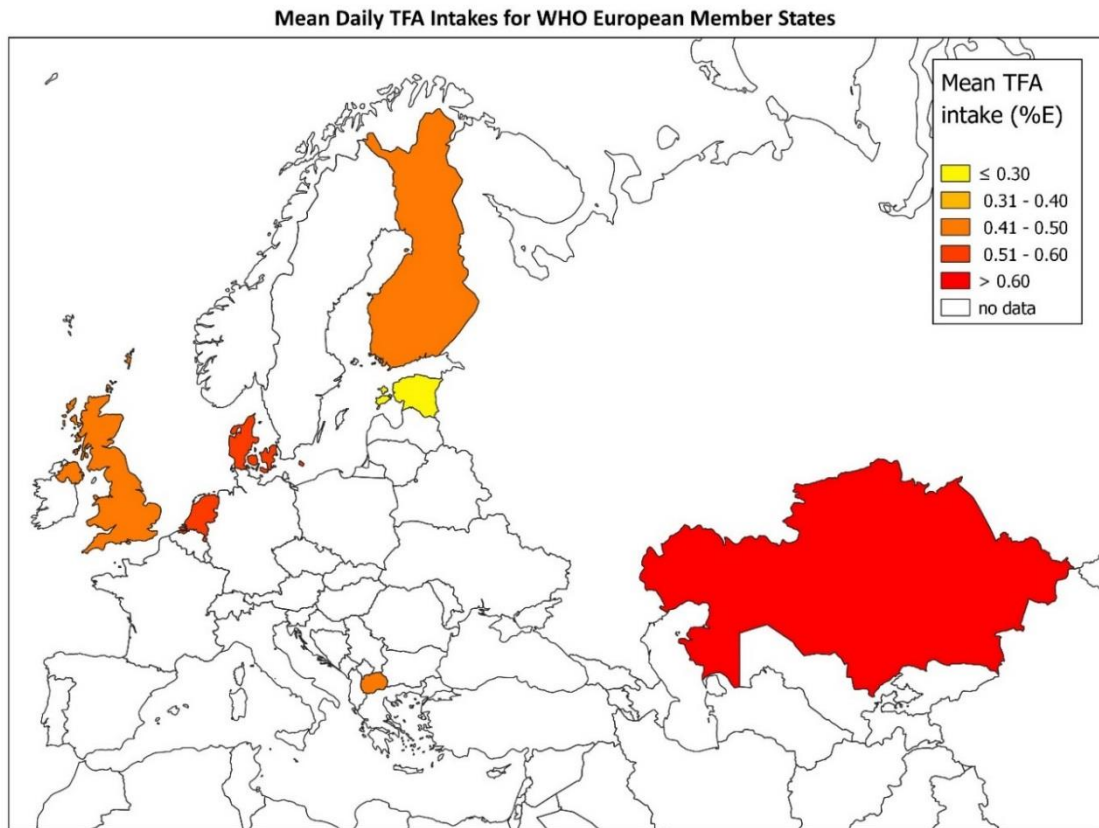 Mean Daily TFA Intakes for WHO European Member States
Mean TFA
intake (%E)
≤ 0.30
0.31 - 0.40
0.41 - 0.50
0.51 - 0.60
> 0.60
no data